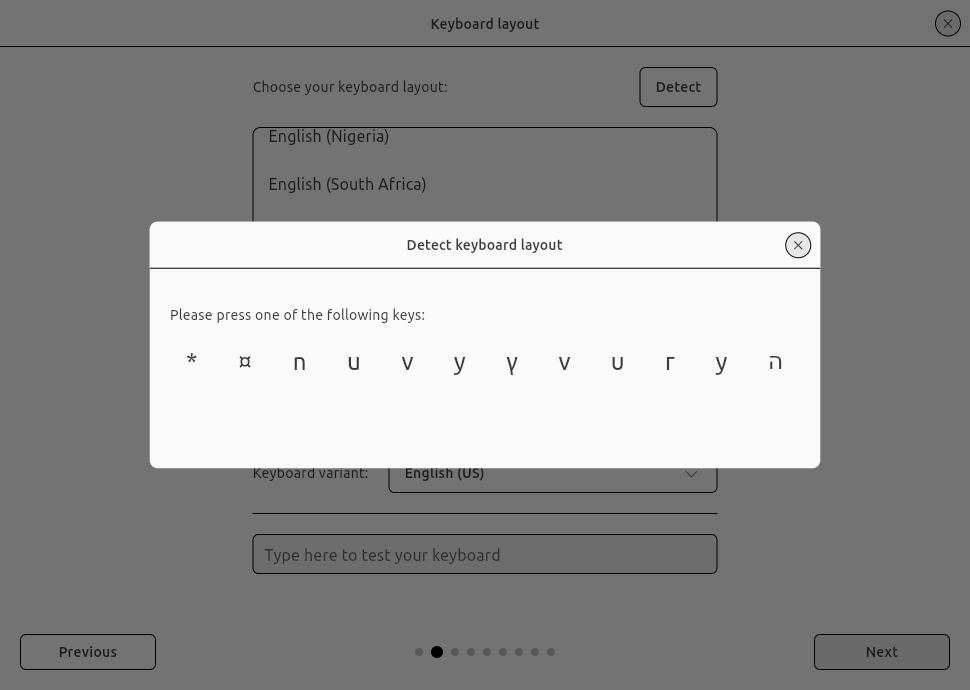 Keyboard layout
Choose your keyboard layout:
Detect
English (Nigeria)
English (South Africa)
Detect keyboard layout
Please press one of the following keys:
* ¤ ո ս v y γ ν υ г у ה
Keyboard variant:
English (US)
Type here to test your keyboard
Previous
Next